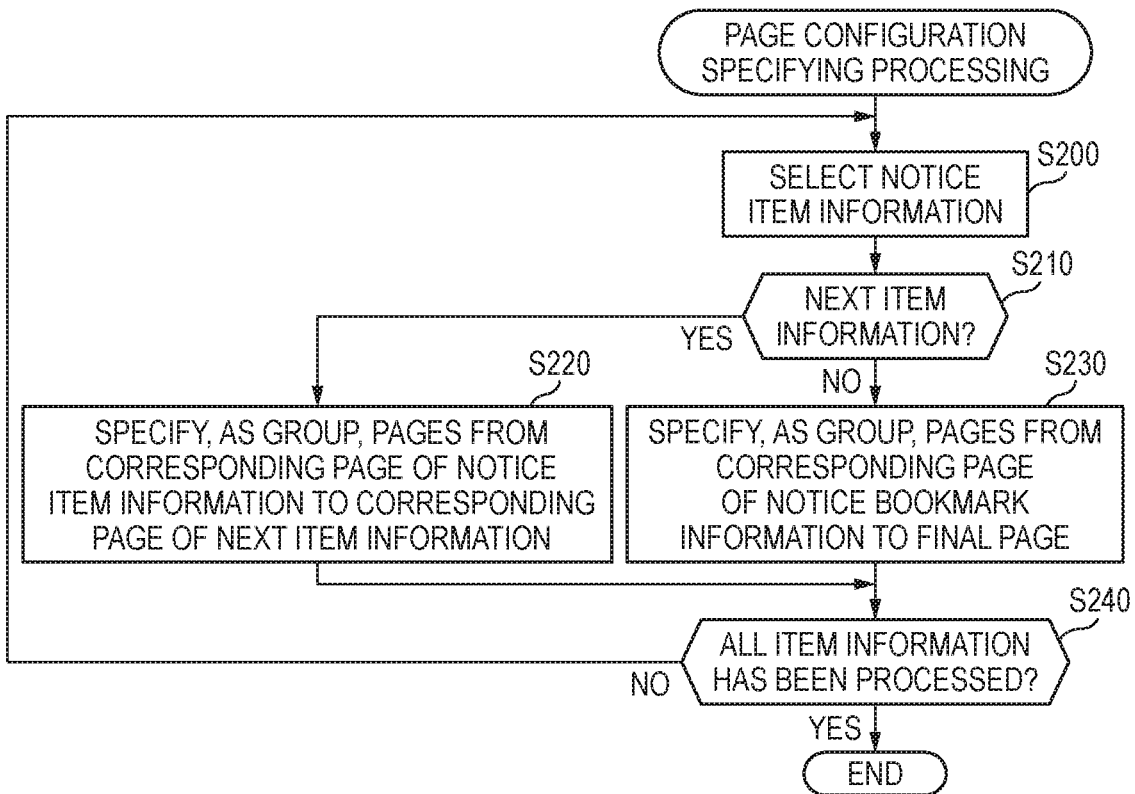 PAGE CONFIGURATION
SPECIFYING PROCESSING
S200
SELECT NOTICE
ITEM INFORMATION
S210
NEXT ITEM
INFORMATION?
YES
NO
S220
SPECIFY, AS GROUP, PAGES FROM
CORRESPONDING PAGE OF NOTICE
ITEM INFORMATION TO CORRESPONDING
PAGE OF NEXT ITEM INFORMATION
S230
SPECIFY, AS GROUP, PAGES FROM
CORRESPONDING PAGE
OF NOTICE BOOKMARK
INFORMATION TO FINAL PAGE
S240
ALL ITEM INFORMATION
HAS BEEN PROCESSED?
NO
YES
END